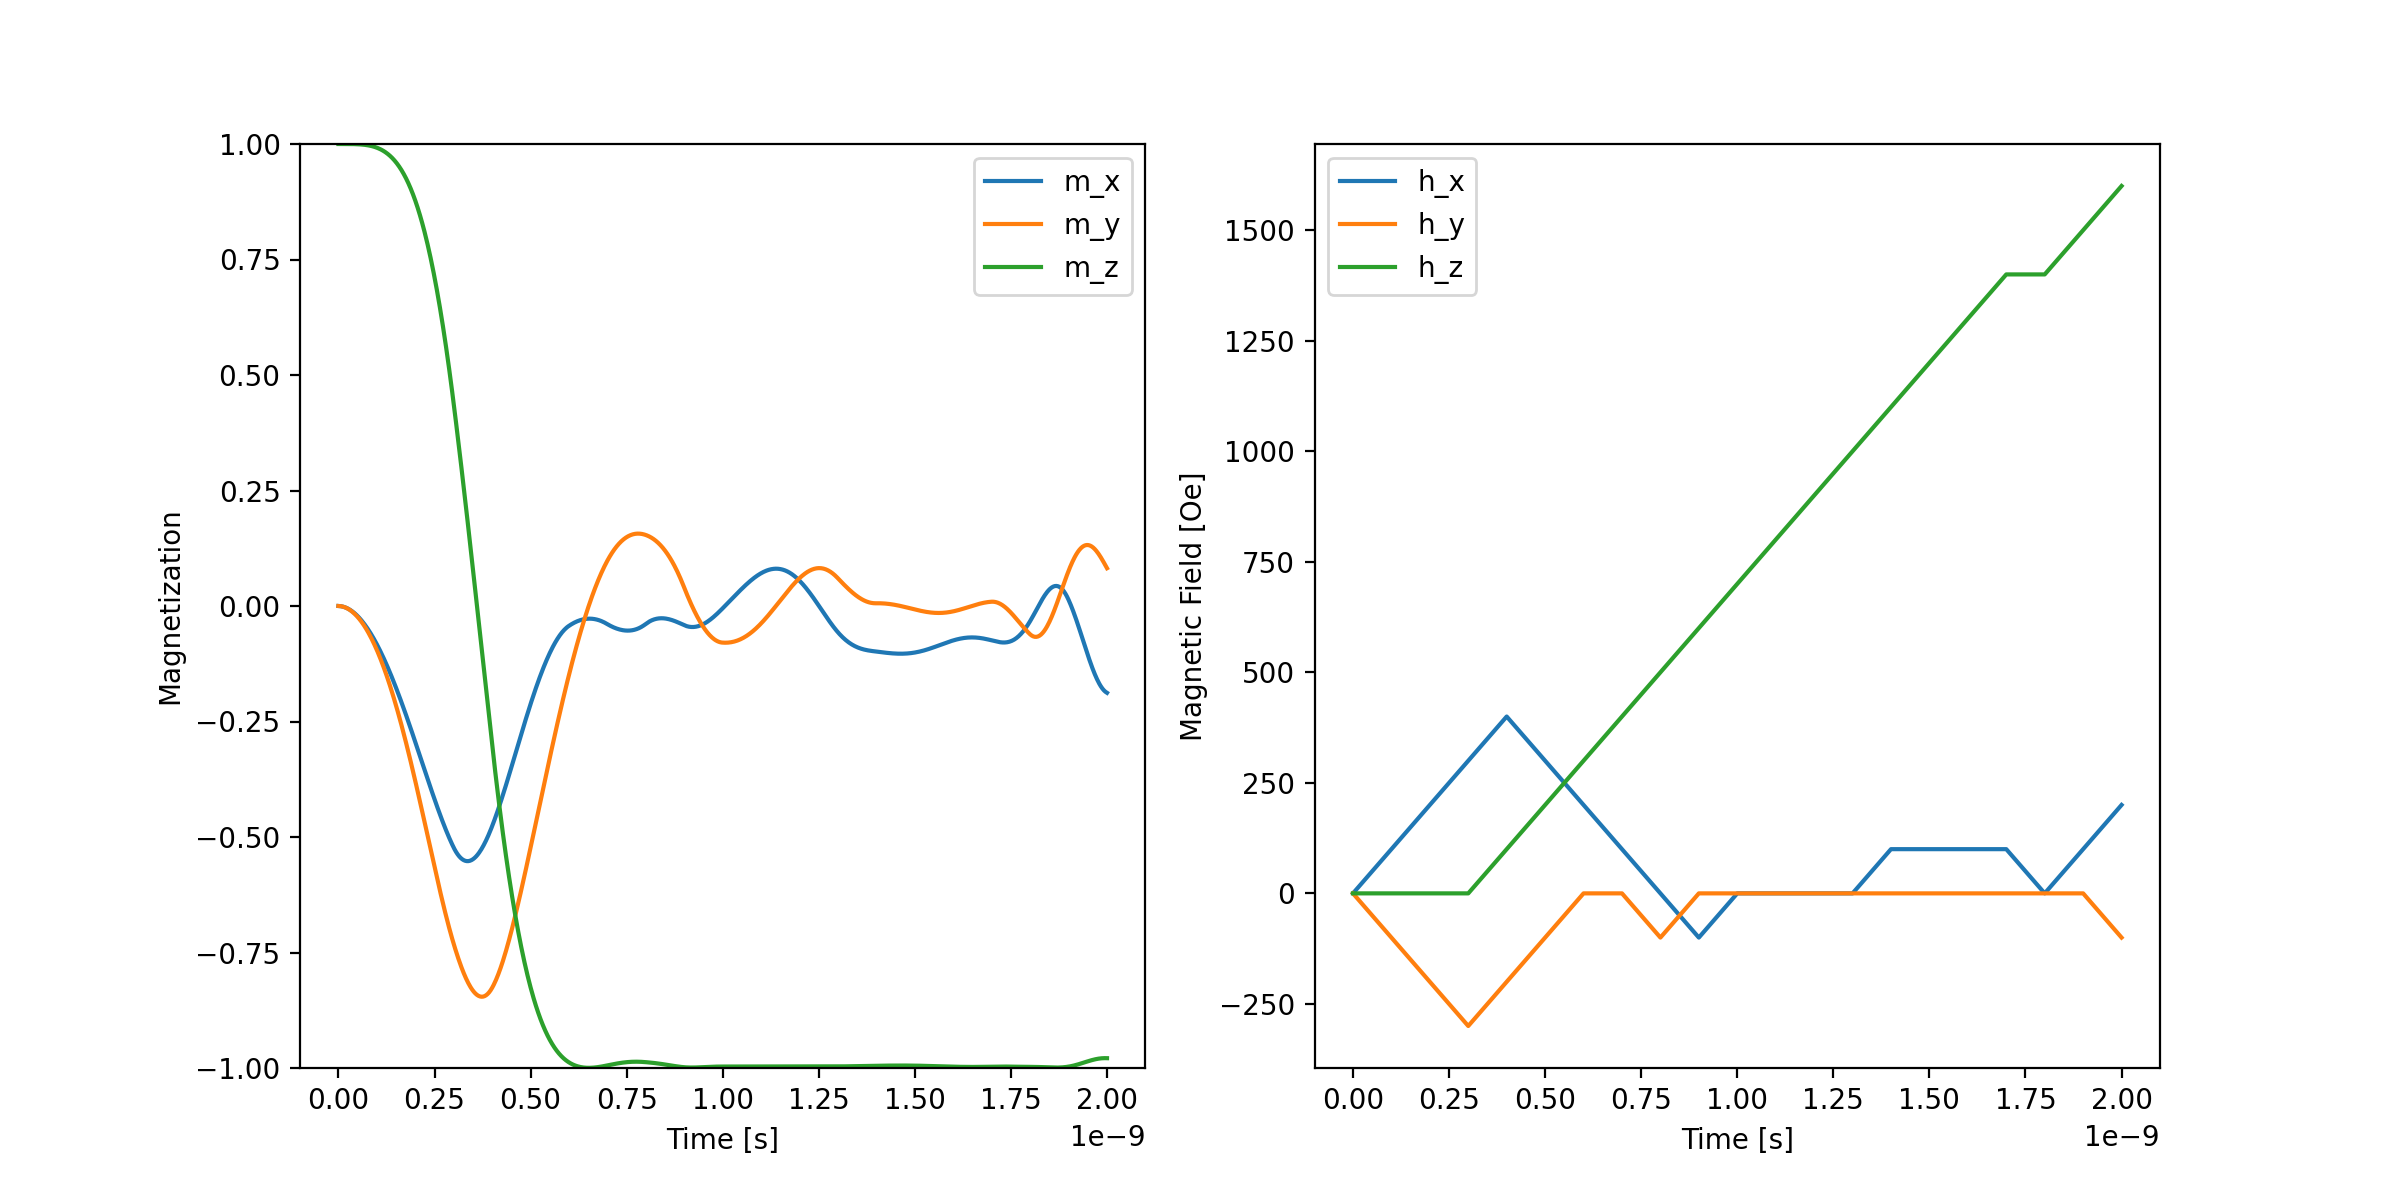 1.00
0.75
0.50
0.25
0.00
−0.25
−0.50
−0.75
−1.00
Magnetization
m_x
m_y
m_z
0.00 0.25 0.50 0.75 1.00 1.25 1.50 1.75 2.00
Time [s]
1e−9
1500
1250
1000
750
500
250
0
−250
Magnetic Field [Oe]
h_x
h_y
h_z
0.00 0.25 0.50 0.75 1.00 1.25 1.50 1.75 2.00
Time [s]
1e−9